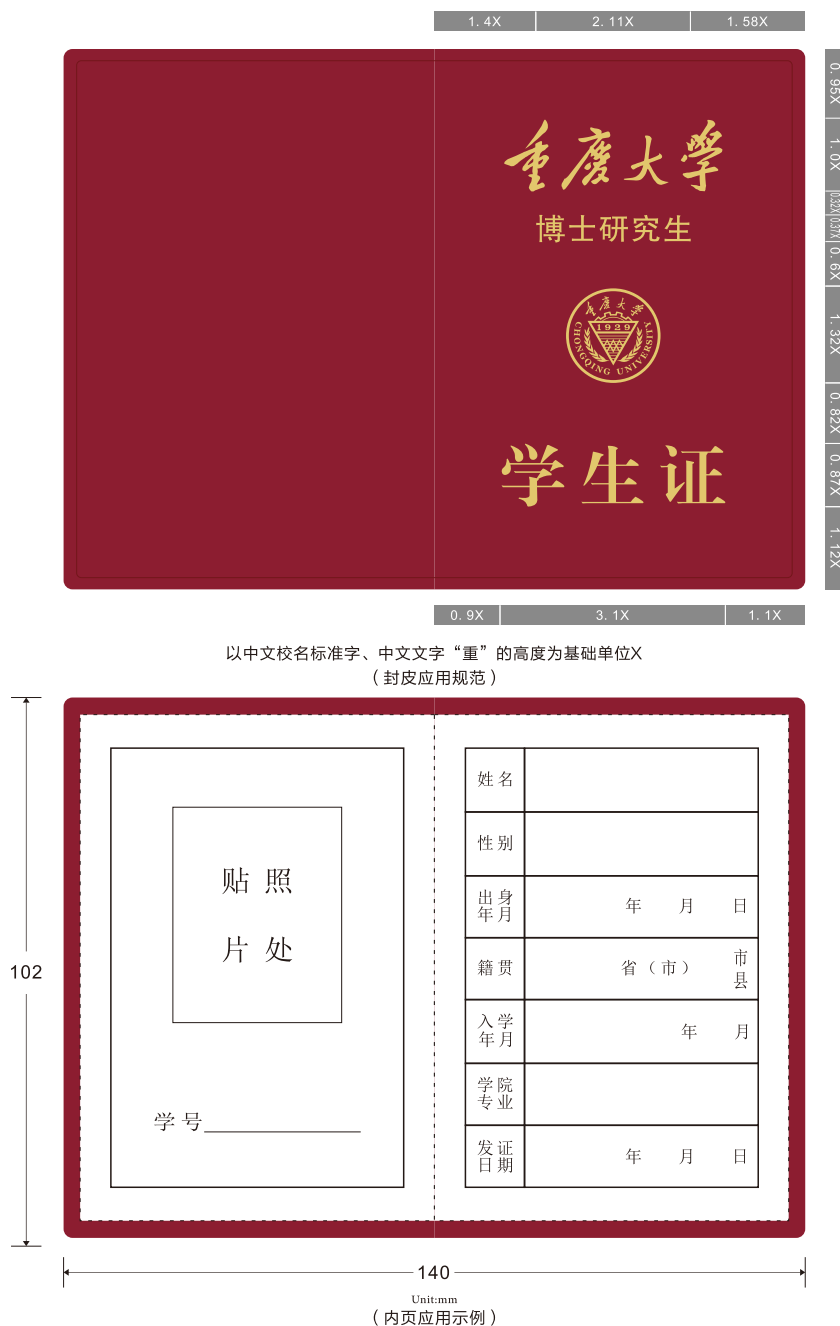 1.4X 2.11X 1.58X
0.95X
1.0X
0.32X
0.37X
0.6X
1.32X
0.82X
0.87X
1.12X
重慶大學
博士研究生
重慶大學
1929
CHONGQING UNIVERSITY
学生证
0.9X 3.1X 1.1X
以中文校名标准字、中文文字“重”的高度为基础单位X
（封皮应用规范）
102
贴照
片处
学号
姓名
性别
出身
年月
年 月 日
籍贯
省（市）
市
县
入学
年月
年 月
学院
专业
发证
日期
年 月 日
140
Unit:mm
（内页应用示例）